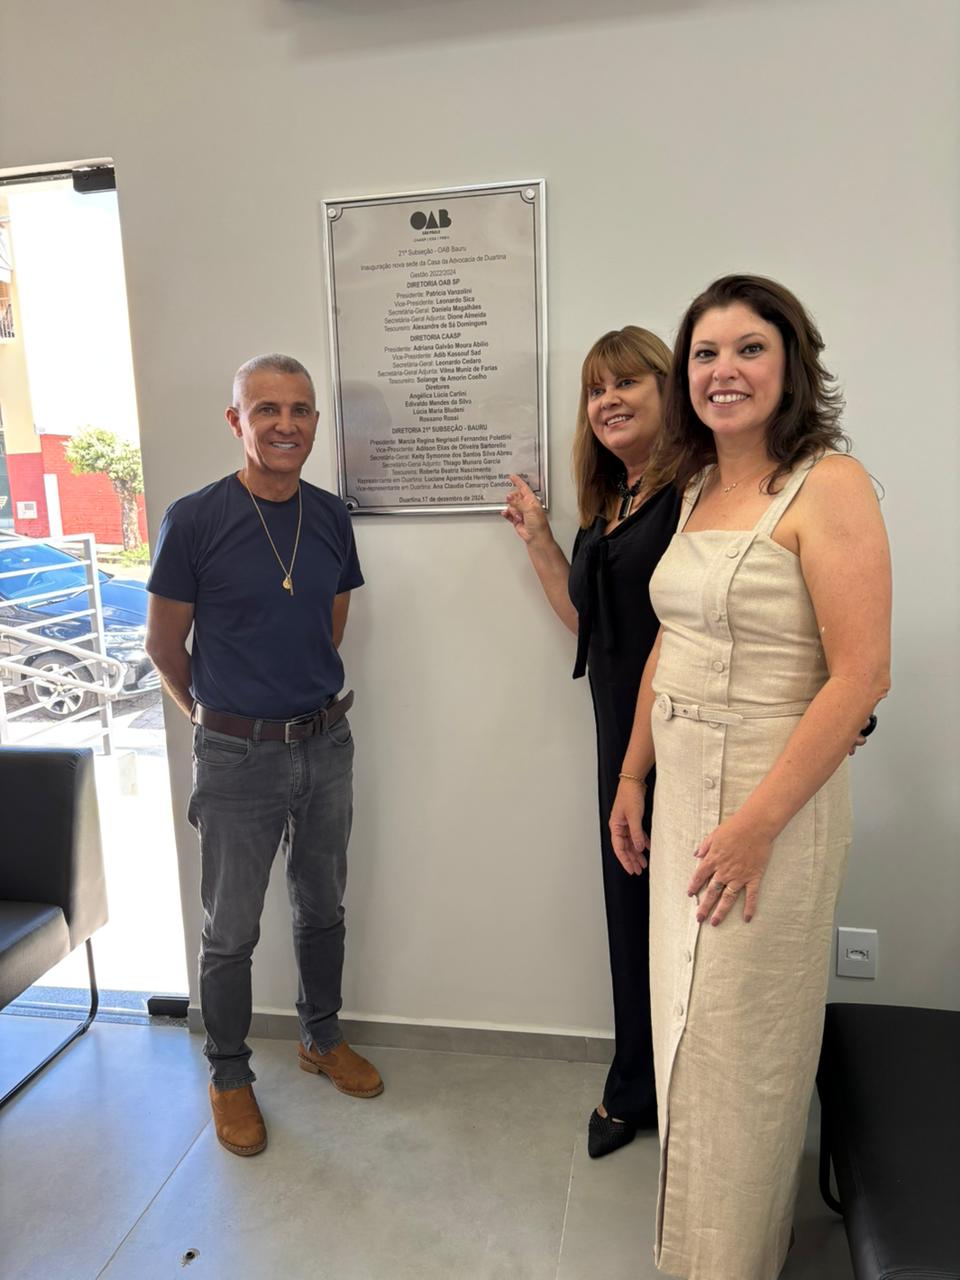 OAB
SÃO PAULO
CAASP | ESA | PREV
21ª Subseção - OAB Bauru
Inauguração nova sede da Casa da Advocacia de Duartina
Gestão 2022/2024
DIRETORIA OAB SP
Presidente: Patricia Vanzolini
Vice-Presidente: Leonardo Sica
Secretária-Geral: Daniela Magalhães
Secretária-Geral Adjunta: Dione Almeida
Tesoureiro: Alexandre de Sá Domingues
DIRETORIA CAASP
Presidente: Adriana Galvão Moura Abílio
Vice-Presidente: Adib Kassouf Sad
Secretária-Geral: Leonardo Cedaro
Secretária-Geral Adjunta: Vilma Muniz de Farias
Tesoureiro: Solange de Amorin Coelho
Diretores
Angélica Lúcia Carlini
Edivaldo Mendes da Silva
Lúcia Maria Bludeni
Rossano Rossi
DIRETORIA 21ª SUBSEÇÃO - BAURU
Presidente: Marcia Regina Negrisoli Fernandez Polettini
Vice-Presidente: Adilson Elias de Oliveira Sartorello
Secretária-Geral: Keity Symonne dos Santos Silva Abreu
Secretário-Geral Adjunto: Thiago Munaro Garcia
Tesoureira: Roberta Beatriz Nascimento
Representante em Duartina: Luciane Aparecida Henrique
Vice-representante em Duartina: Ana Claudia Camargo Candido
Duartina, 17 de dezembro de 2024.